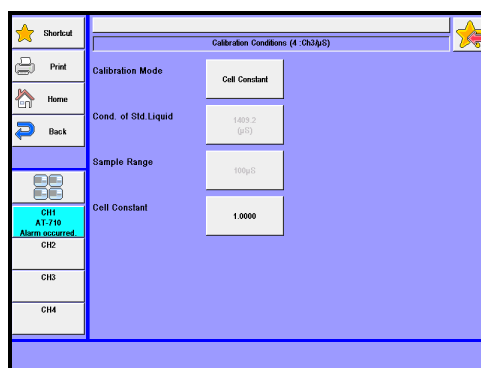 Shortcut
Calibration Conditions (4 :Ch3/µS)
Print
Calibration Mode
Cell Constant
Home
Cond. of Std.Liquid
1409.2
(µS)
Back
Sample Range
100µS
Cell Constant
1.0000
CH1
AT-710
Alarm occurred.
CH2
CH3
CH4